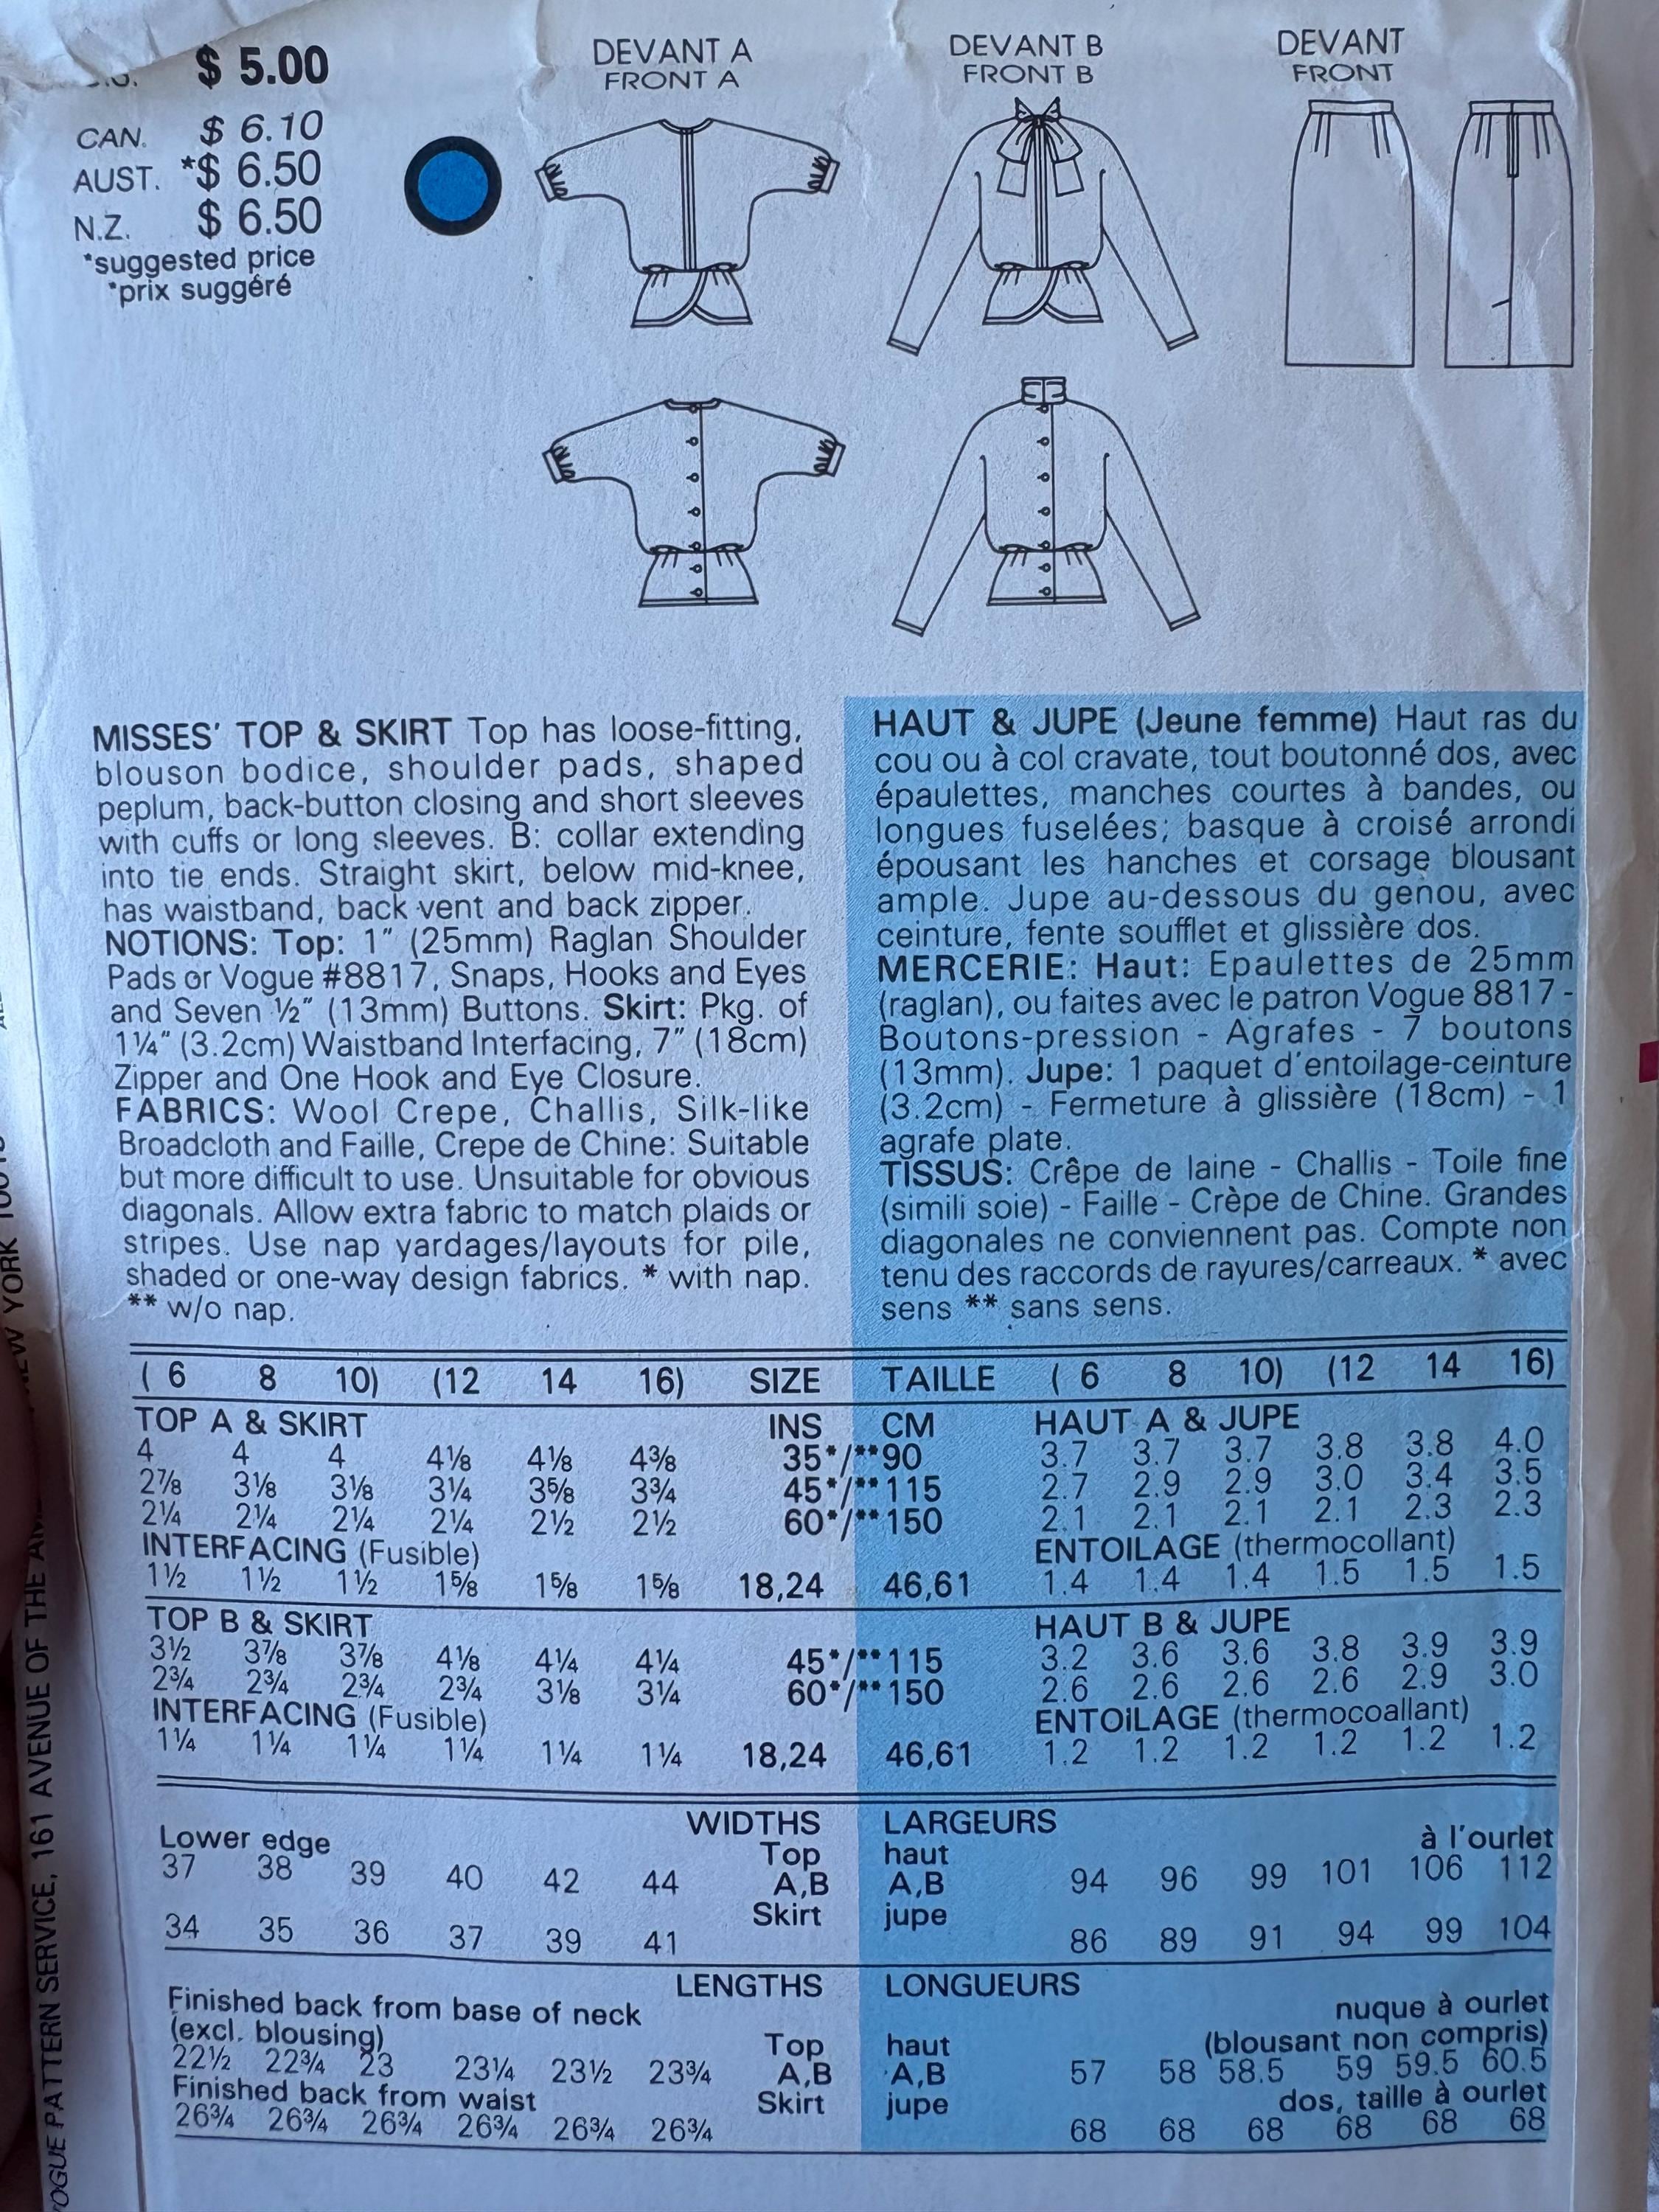 $ 5.00
CAN. $ 6.10
AUST. *$ 6.50
N.Z. $ 6.50
*suggested price
*prix suggéré
DEVANT A
FRONT A
DEVANT B
FRONT B
DEVANT
FRONT
MISSES' TOP & SKIRT Top has loose-fitting,
blouson bodice, shoulder pads, shaped
peplum, back-button closing and short sleeves
with cuffs or long sleeves. B: collar extending
into tie ends. Straight skirt, below mid-knee,
has waistband, back vent and back zipper.
NOTIONS: Top: 1″ (25mm) Raglan Shoulder
Pads or Vogue #8817, Snaps, Hooks and Eyes
and Seven ½″ (13mm) Buttons. Skirt: Pkg. of
1¼″ (3.2cm) Waistband Interfacing, 7″ (18cm)
Zipper and One Hook and Eye Closure.
FABRICS: Wool Crepe, Challis, Silk-like
Broadcloth and Faille, Crepe de Chine: Suitable
but more difficult to use. Unsuitable for obvious
diagonals. Allow extra fabric to match plaids or
stripes. Use nap yardages/layouts for pile,
shaded or one-way design fabrics. * with nap.
** w/o nap.
HAUT & JUPE (Jeune femme) Haut ras du
cou ou à col cravate, tout boutonné dos, avec
épaulettes, manches courtes à bandes, ou
longues fuselées; basque à croisé arrondi
épousant les hanches et corsage blousant
ample. Jupe au-dessous du genou, avec
ceinture, fente soufflet et glissière dos.
MERCERIE: Haut: Epaulettes de 25mm
(raglan), ou faites avec le patron Vogue 8817 -
Boutons-pression - Agrafes - 7 boutons
(13mm). Jupe: 1 paquet d'entoilage-ceinture
(3.2cm) - Fermeture à glissière (18cm) - 1
agrafe plate.
TISSUS: Crêpe de laine - Challis - Toile fine
(simili soie) - Faille - Crèpe de Chine. Grandes
diagonales ne conviennent pas. Compte non
tenu des raccords de rayures/carreaux. * avec
sens ** sans sens.
( 6 8 10) (12 14 16) SIZE TAILLE ( 6 8 10) (12 14 16)
TOP A & SKIRT INS CM HAUT A & JUPE
4 4 4 4⅛ 4⅛ 4⅜ 35*/**90 3.7 3.7 3.7 3.8 3.8 4.0
2⅞ 3⅛ 3⅛ 3¼ 3⅝ 3¾ 45*/**115 2.7 2.9 2.9 3.0 3.4 3.5
2¼ 2¼ 2¼ 2¼ 2½ 2½ 60*/**150 2.1 2.1 2.1 2.1 2.3 2.3
INTERFACING (Fusible) ENTOILAGE (thermocollant)
1½ 1½ 1½ 1⅝ 1⅝ 1⅝ 18,24 46,61 1.4 1.4 1.4 1.5 1.5 1.5
TOP B & SKIRT HAUT B & JUPE
3½ 3⅞ 3⅞ 4⅛ 4¼ 4¼ 45*/**115 3.2 3.6 3.6 3.8 3.9 3.9
2¾ 2¾ 2¾ 2¾ 3⅛ 3¼ 60*/**150 2.6 2.6 2.6 2.6 2.9 3.0
INTERFACING (Fusible) ENTOiLAGE (thermocoallant)
1¼ 1¼ 1¼ 1¼ 1¼ 1¼ 18,24 46,61 1.2 1.2 1.2 1.2 1.2 1.2
WIDTHS LARGEURS
Lower edge Top haut à l'ourlet
37 38 39 40 42 44 A,B A,B 94 96 99 101 106 112
Skirt jupe
34 35 36 37 39 41 86 89 91 94 99 104
LENGTHS LONGUEURS
Finished back from base of neck nuque à ourlet
(excl. blousing) Top haut (blousant non compris)
22½ 22¾ 23 23¼ 23½ 23¾ A,B A,B 57 58 58.5 59 59.5 60.5
Finished back from waist Skirt jupe dos, taille à ourlet
26¾ 26¾ 26¾ 26¾ 26¾ 26¾ 68 68 68 68 68 68
PATTERN SERVICE, 161 AVENUE OF THE
YORK